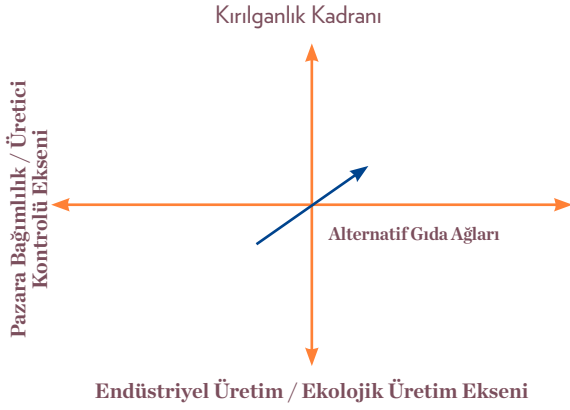 Kırılganlık Kadranı
Pazara Bağımlılık / Üretici
Kontrolü Ekseni
Alternatif Gıda Ağları
Endüstriyel Üretim / Ekolojik Üretim Ekseni